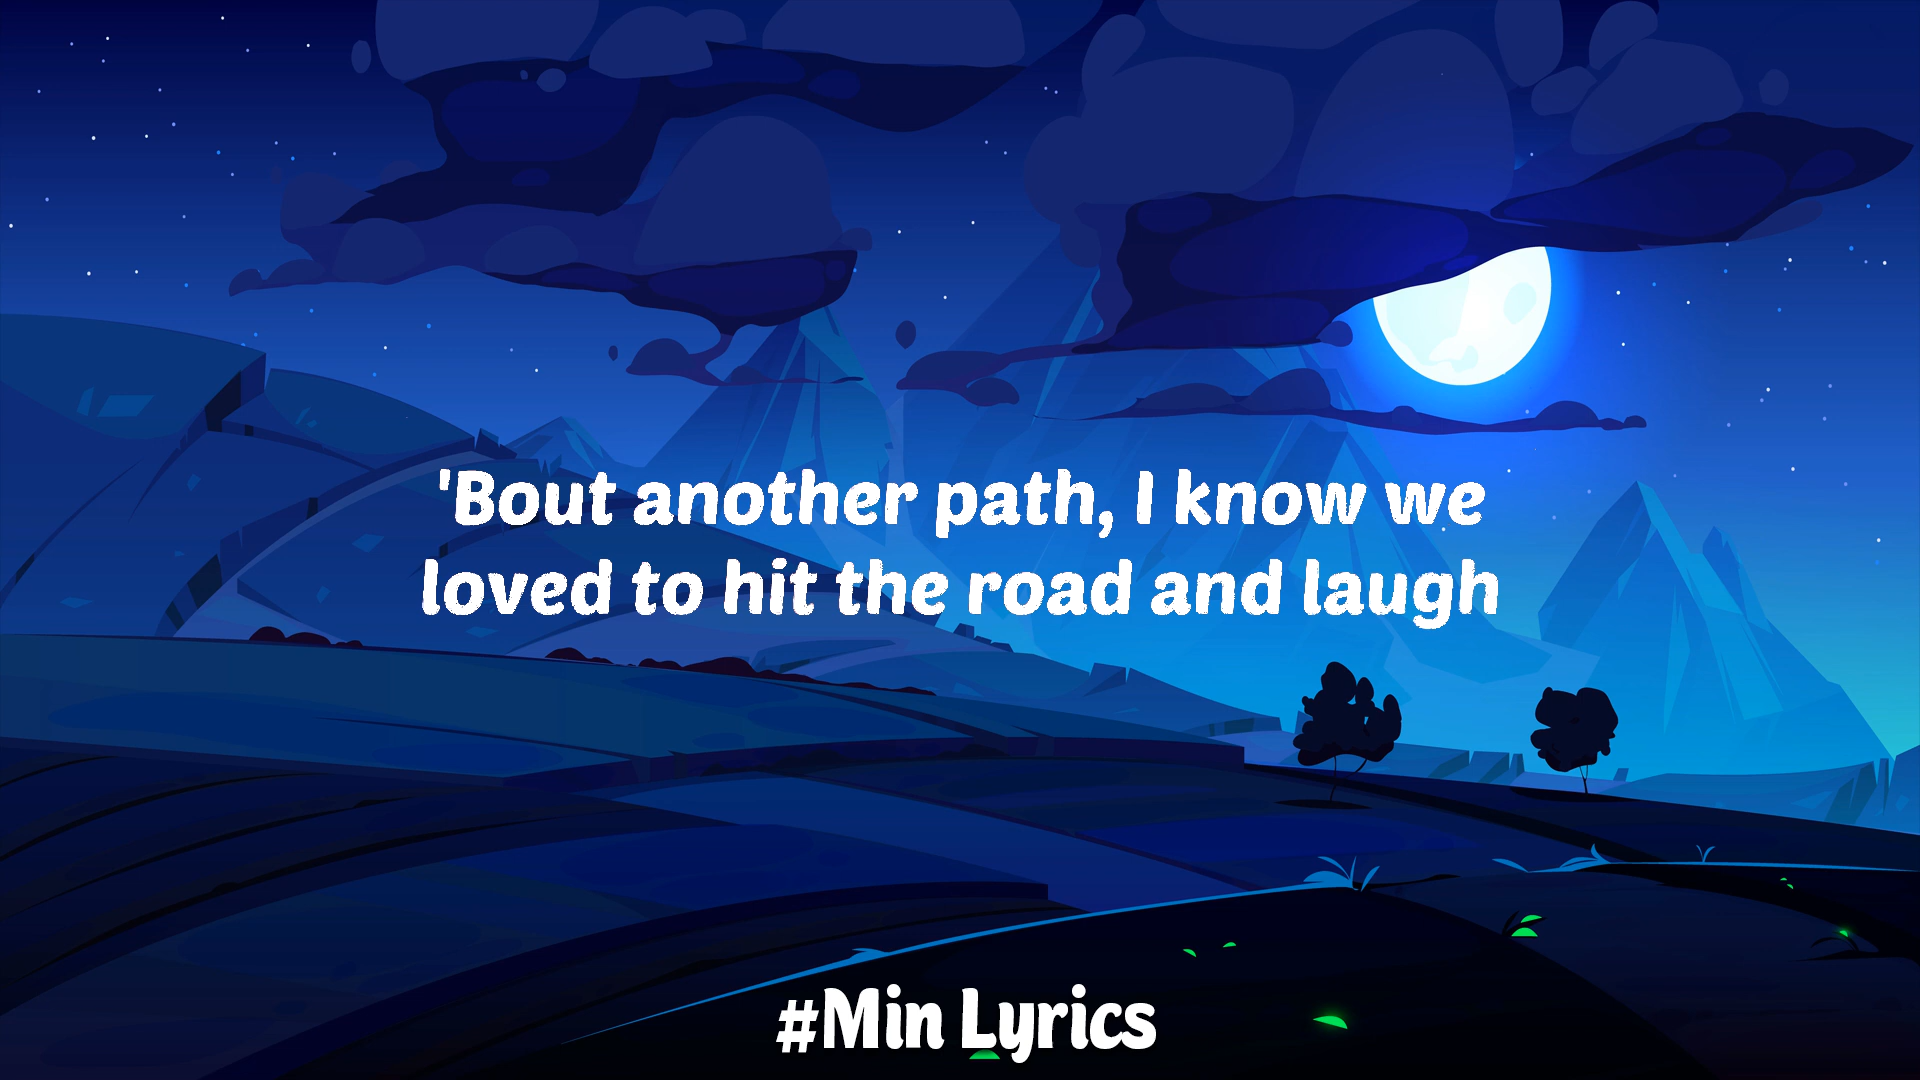 'Bout another path, I know we
loved to hit the road and laugh
#Min Lyrics